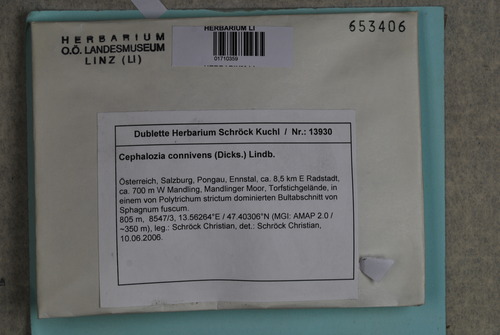 HERBARIUM
O.Ö. LANDESMUSEUM
LINZ (LI)
HERBARIUM LI
01710359
653406
Dublette Herbarium Schröck Kuchl / Nr.: 13930
Cephalozia connivens (Dicks.) Lindb.
Österreich, Salzburg, Pongau, Ennstal, ca. 8,5 km E Radstadt,
ca. 700 m W Mandling, Mandlinger Moor, Torfstichgelände, in
einem von Polytrichum strictum dominierten Bultabschnitt von
Sphagnum fuscum.
805 m, 8547/3, 13.56264°E / 47.40306°N (MGI: AMAP 2.0 /
~350 m), leg.: Schröck Christian, det.: Schröck Christian,
10.06.2006.